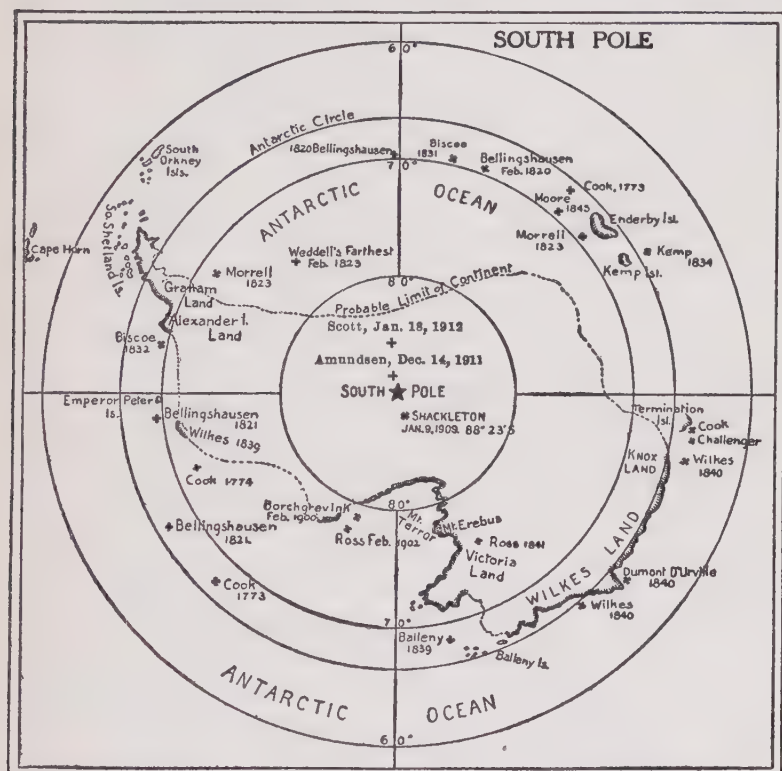 SOUTH POLE
60°
Antarctic Circle
South
Orkney
Isls.
1820 Bellingshausen
Biscoe
1831
70°
Bellingshausen
Feb. 1820
Cook, 1773
Moore
1845
Enderby Isl.
Morrell
1823
Kemp
1834
Kemp Isl.
ANTARCTIC
OCEAN
Cape Horn
So. Shetland Is.
Weddell's Farthest
Feb. 1823
Morrell
1823
Graham
Land
80°
Probable Limit of Continent
Alexander I.
Land
Biscoe
1832
Scott, Jan. 18, 1912
Amundsen, Dec. 14, 1911
SOUTH POLE
Emperor Peter
Is.
Bellingshausen
1821
Wilkes 1839
SHACKLETON
JAN. 9, 1909. 88° 23' S
Termination
Isl.
Cook
Challenger
KNOX
LAND
Wilkes
1840
Cook 1774
Borchgrevink
Feb. 1900
80°
Mt.
Terror
Mt. Erebus
Bellingshausen
1821
Ross Feb. 1902
Ross 1841
Victoria
Land
WILKES LAND
Cook
1773
Dumont D'Urville
1840
Wilkes
1840
70°
Balleny
1839
Balleny Is.
ANTARCTIC
OCEAN
60°